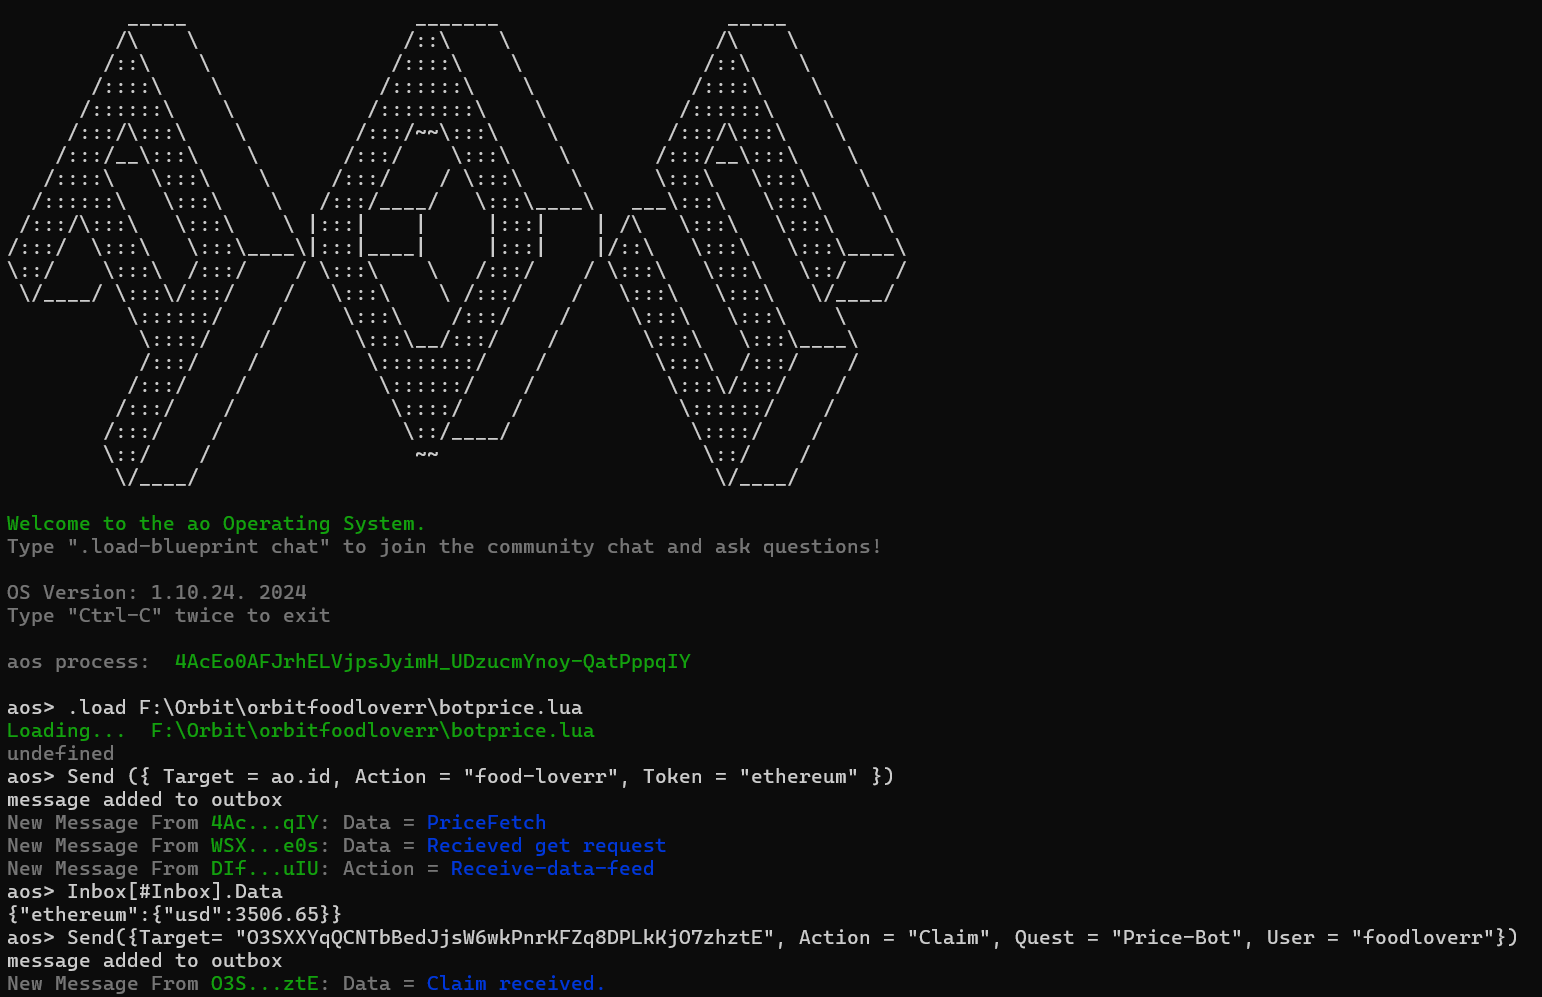 Welcome to the ao Operating System.
Type ".load-blueprint chat" to join the community chat and ask questions!
OS Version: 1.10.24. 2024
Type "Ctrl-C" twice to exit
aos process:  4AcEo0AFJrhELVjpsJyimH_UDzucmYnoy-QatPppqIY
aos> .load F:\Orbit\orbitfoodloverr\botprice.lua
Loading...  F:\Orbit\orbitfoodloverr\botprice.lua
undefined
aos> Send ({ Target = ao.id, Action = "food-loverr", Token = "ethereum" })
message added to outbox
New Message From 4Ac...qIY: Data = PriceFetch
New Message From WSX...e0s: Data = Recieved get request
New Message From DIf...uIU: Action = Receive-data-feed
aos> Inbox[#Inbox].Data
{"ethereum":{"usd":3506.65}}
aos> Send({Target= "O3SXXYqQCNTbBedJjsW6wkPnrKFZq8DPLkKjO7zhztE", Action = "Claim", Quest = "Price-Bot", User = "foodloverr"})
message added to outbox
New Message From O3S...ztE: Data = Claim received.